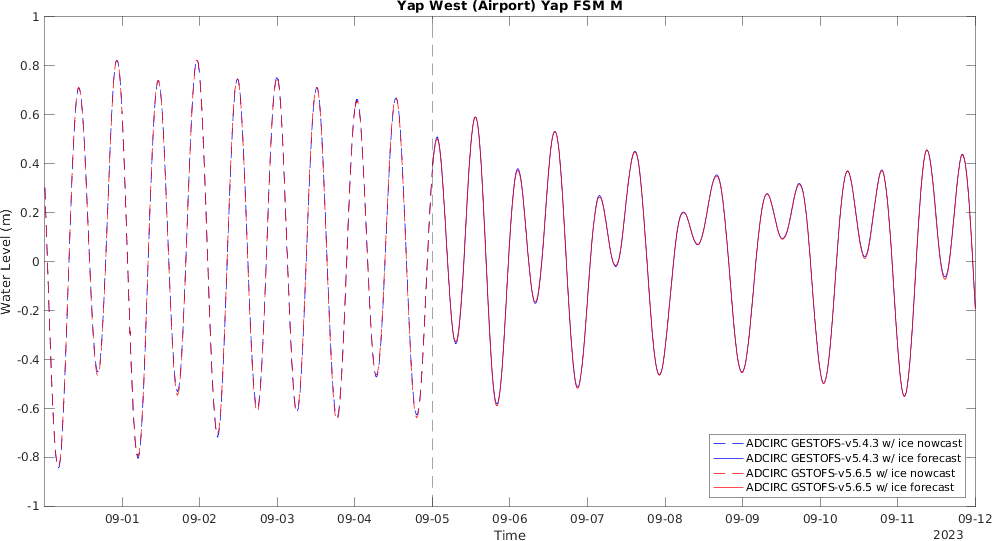 Yap West (Airport) Yap FSM M
Water Level (m)
1
0.8
0.6
0.4
0.2
0
-0.2
-0.4
-0.6
-0.8
-1
ADCIRC GESTOFS-v5.4.3 w/ ice nowcast
ADCIRC GESTOFS-v5.4.3 w/ ice forecast
ADCIRC GSTOFS-v5.6.5 w/ ice nowcast
ADCIRC GSTOFS-v5.6.5 w/ ice forecast
09-01 09-02 09-03 09-04 09-05 09-06 09-07 09-08 09-09 09-10 09-11 09-12
Time
2023